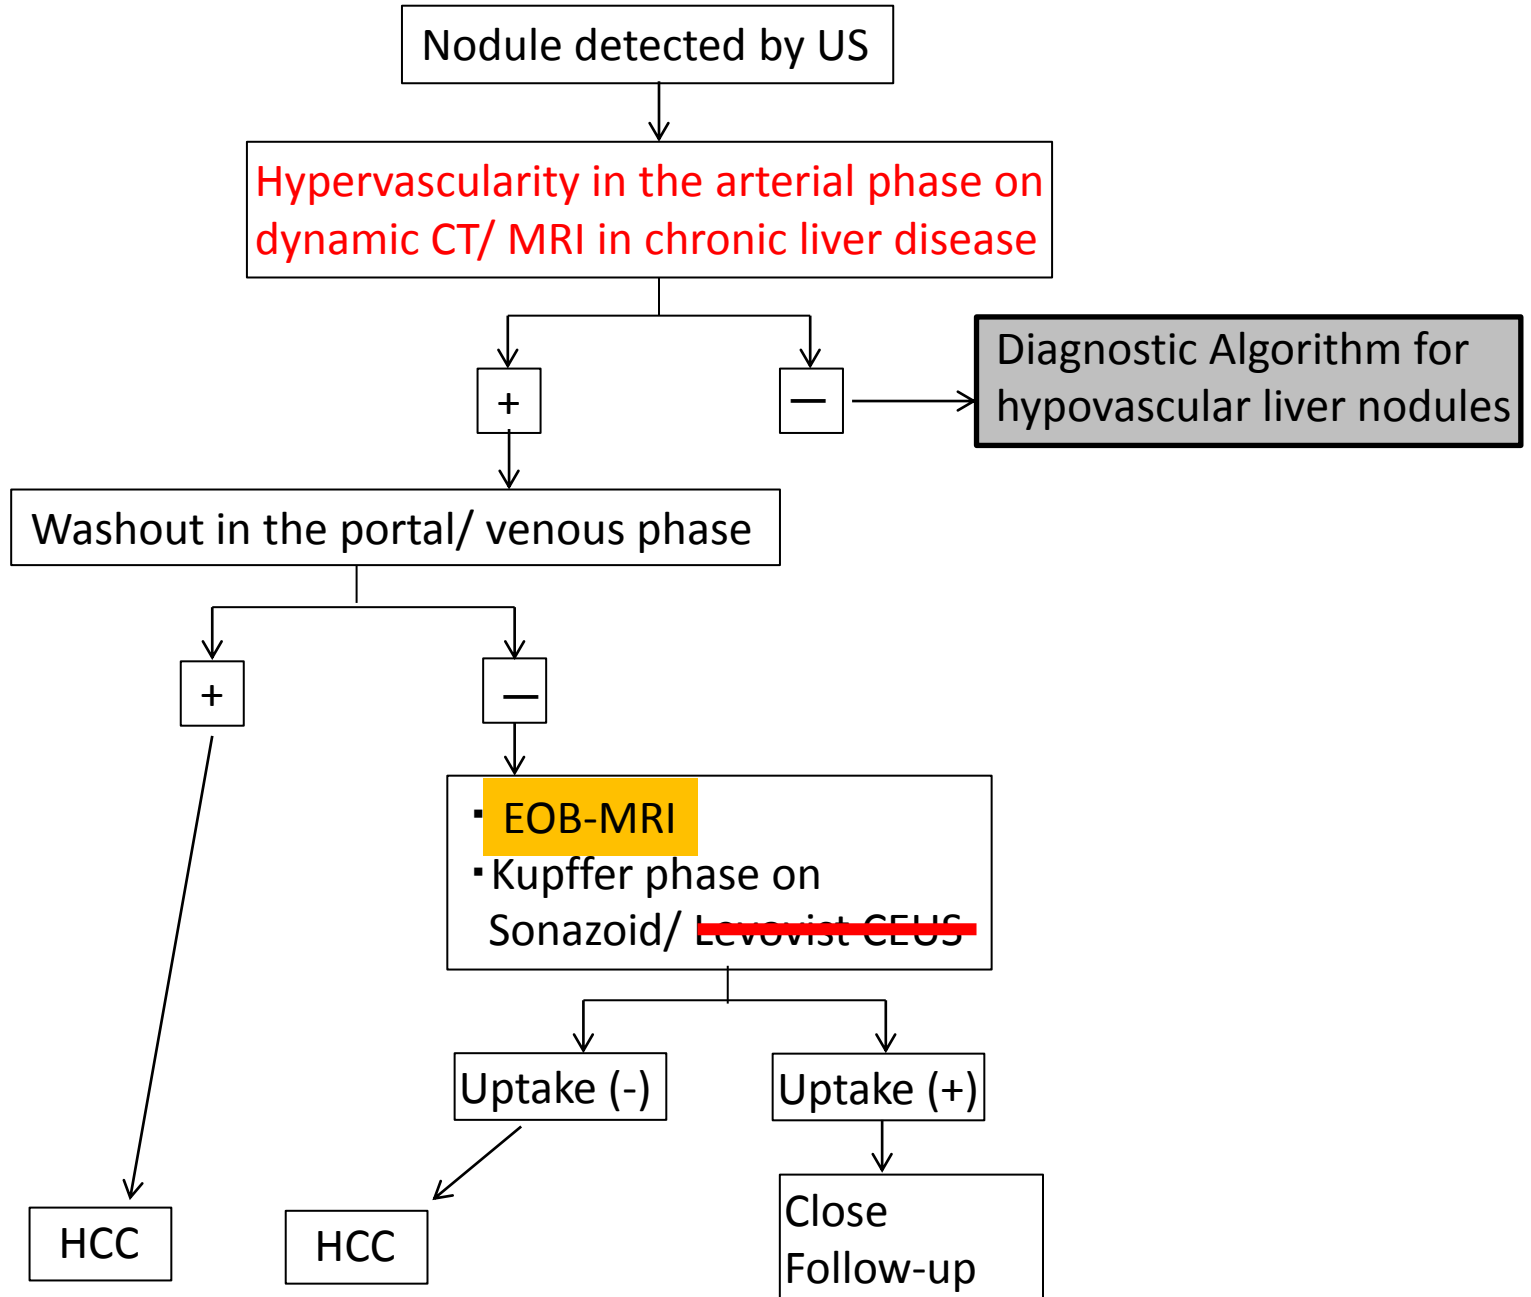 Nodule detected by US
Hypervascularity in the arterial phase on
dynamic CT/ MRI in chronic liver disease
+
—
Diagnostic Algorithm for
hypovascular liver nodules
Washout in the portal/ venous phase
+
—
▪ EOB-MRI
▪ Kupffer phase on
Sonazoid/ Levovist CEUS
Uptake (-)
Uptake (+)
HCC
HCC
Close
Follow-up